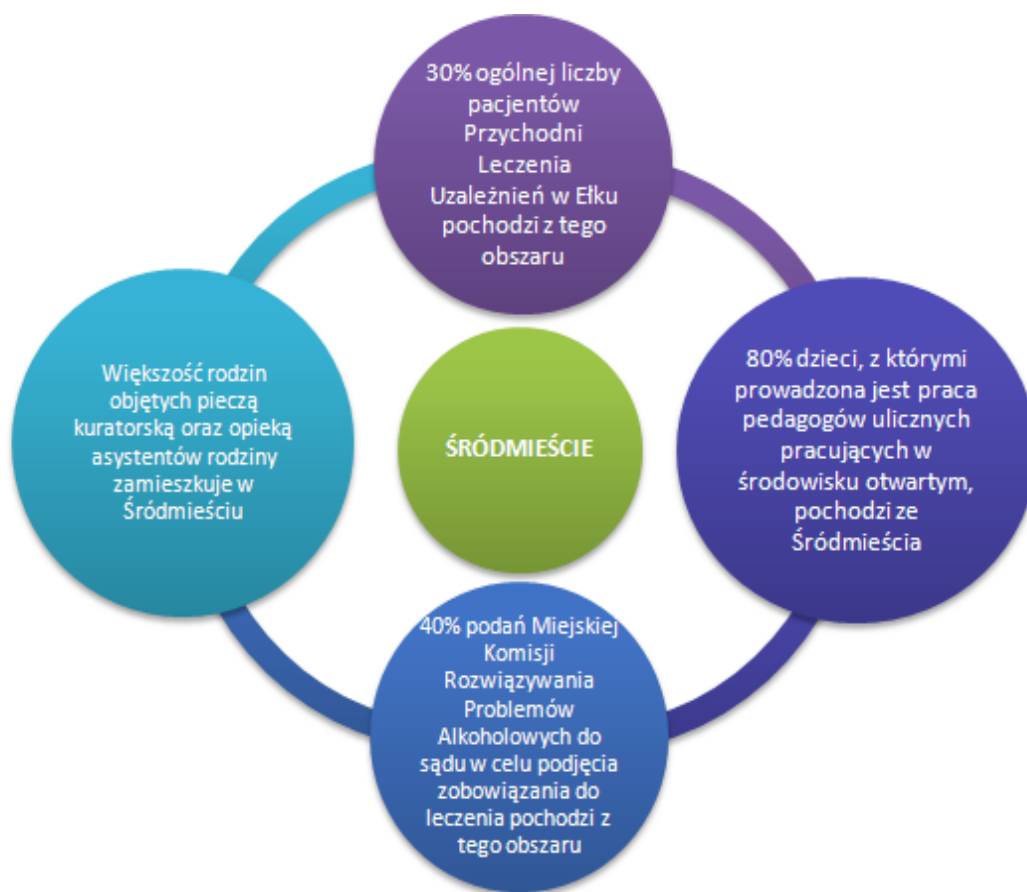 30% ogólnej liczby
pacjentów
Przychodni
Leczenia
Uzależnień w Ełku
pochodzi z tego
obszaru
Większość rodzin
objętych pieczą
kuratorską oraz opieką
asystentów rodziny
zamieszkuje w
Śródmieściu
ŚRÓDMIEŚCIE
80% dzieci, z którymi
prowadzona jest praca
pedagogów ulicznych
pracujących w
środowisku otwartym,
pochodzi ze
Śródmieścia
40% podań Miejskiej
Komisji
Rozwiązywania
Problemów
Alkoholowych do
sądu w celu podjęcia
zobowiązania do
leczenia pochodzi z
tego obszaru